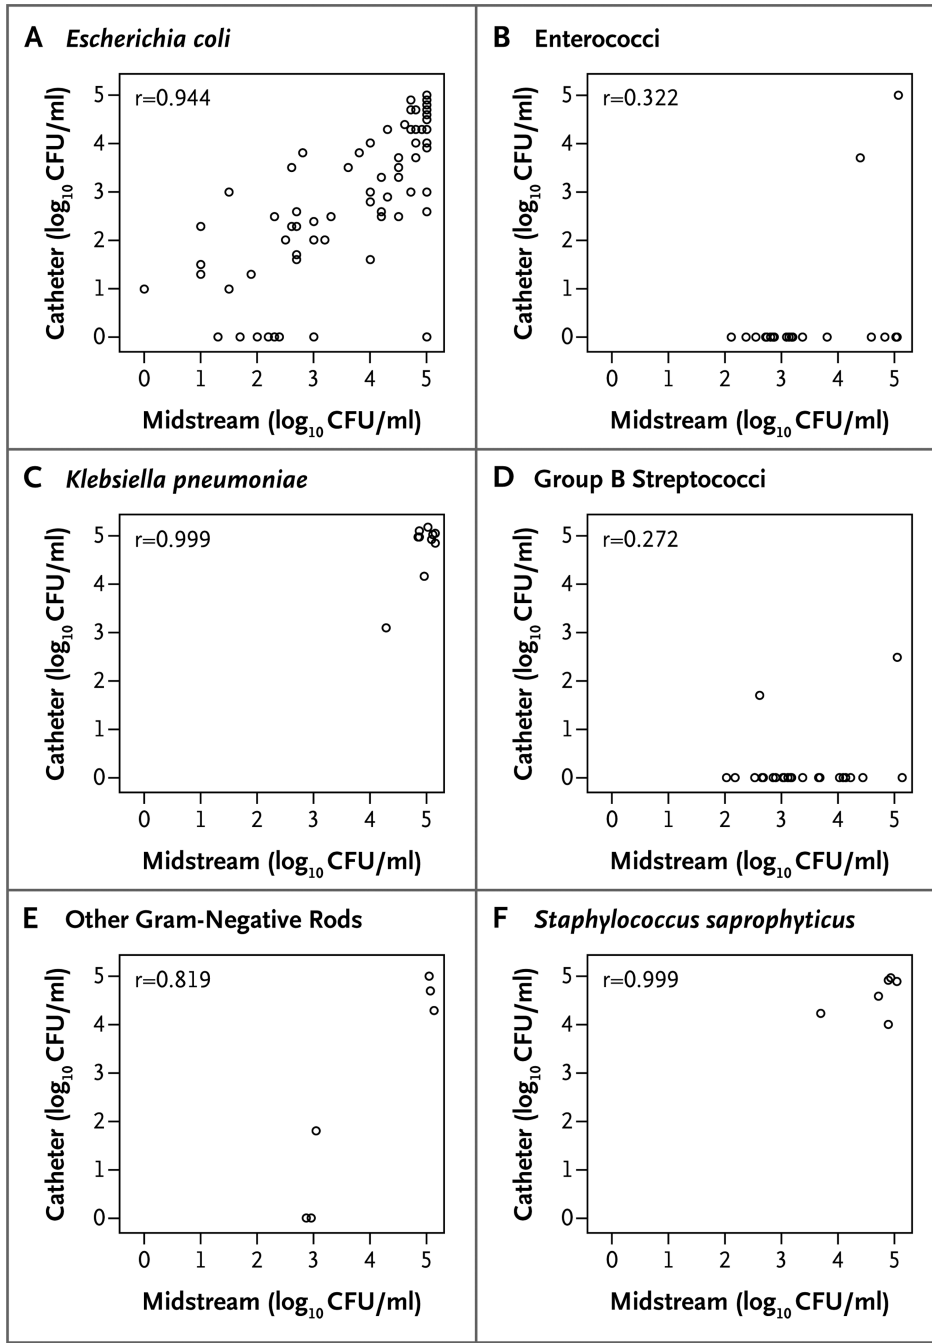 A Escherichia coli
r=0.944
Catheter (log10 CFU/ml)
5
4
3
2
1
0
0 1 2 3 4 5
Midstream (log10 CFU/ml)
B Enterococci
r=0.322
Catheter (log10 CFU/ml)
5
4
3
2
1
0
0 1 2 3 4 5
Midstream (log10 CFU/ml)
C Klebsiella pneumoniae
r=0.999
Catheter (log10 CFU/ml)
5
4
3
2
1
0
0 1 2 3 4 5
Midstream (log10 CFU/ml)
D Group B Streptococci
r=0.272
Catheter (log10 CFU/ml)
5
4
3
2
1
0
0 1 2 3 4 5
Midstream (log10 CFU/ml)
E Other Gram-Negative Rods
r=0.819
Catheter (log10 CFU/ml)
5
4
3
2
1
0
0 1 2 3 4 5
Midstream (log10 CFU/ml)
F Staphylococcus saprophyticus
r=0.999
Catheter (log10 CFU/ml)
5
4
3
2
1
0
0 1 2 3 4 5
Midstream (log10 CFU/ml)